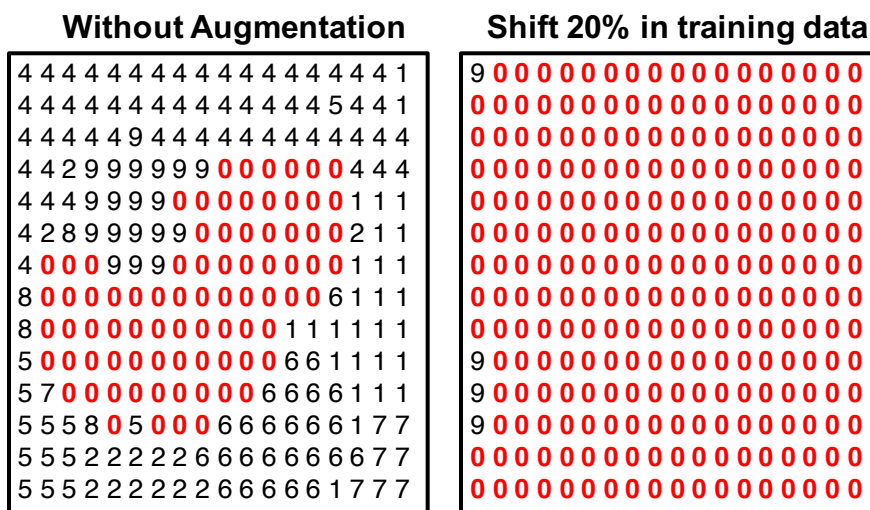 Without Augmentation
4 4 4 4 4 4 4 4 4 4 4 4 4 4 4 4 4 1
4 4 4 4 4 4 4 4 4 4 4 4 4 4 5 4 4 1
4 4 4 4 4 9 4 4 4 4 4 4 4 4 4 4 4 4
4 4 2 9 9 9 9 9 9 0 0 0 0 0 0 4 4 4
4 4 4 9 9 9 9 0 0 0 0 0 0 0 0 1 1 1
4 2 8 9 9 9 9 9 0 0 0 0 0 0 0 2 1 1
4 0 0 0 9 9 9 0 0 0 0 0 0 0 0 1 1 1
8 0 0 0 0 0 0 0 0 0 0 0 0 0 6 1 1 1
8 0 0 0 0 0 0 0 0 0 0 0 1 1 1 1 1 1
5 0 0 0 0 0 0 0 0 0 0 0 6 6 1 1 1 1
5 7 0 0 0 0 0 0 0 0 0 6 6 6 6 1 1 1
5 5 5 8 0 5 0 0 0 6 6 6 6 6 6 1 7 7
5 5 5 2 2 2 2 2 6 6 6 6 6 6 6 6 7 7
5 5 5 2 2 2 2 2 2 6 6 6 6 6 1 7 7 7
Shift 20% in training data
9 0 0 0 0 0 0 0 0 0 0 0 0 0 0 0 0 0
0 0 0 0 0 0 0 0 0 0 0 0 0 0 0 0 0 0
0 0 0 0 0 0 0 0 0 0 0 0 0 0 0 0 0 0
0 0 0 0 0 0 0 0 0 0 0 0 0 0 0 0 0 0
0 0 0 0 0 0 0 0 0 0 0 0 0 0 0 0 0 0
0 0 0 0 0 0 0 0 0 0 0 0 0 0 0 0 0 0
0 0 0 0 0 0 0 0 0 0 0 0 0 0 0 0 0 0
0 0 0 0 0 0 0 0 0 0 0 0 0 0 0 0 0 0
0 0 0 0 0 0 0 0 0 0 0 0 0 0 0 0 0 0
9 0 0 0 0 0 0 0 0 0 0 0 0 0 0 0 0 0
9 0 0 0 0 0 0 0 0 0 0 0 0 0 0 0 0 0
9 0 0 0 0 0 0 0 0 0 0 0 0 0 0 0 0 0
0 0 0 0 0 0 0 0 0 0 0 0 0 0 0 0 0 0
0 0 0 0 0 0 0 0 0 0 0 0 0 0 0 0 0 0